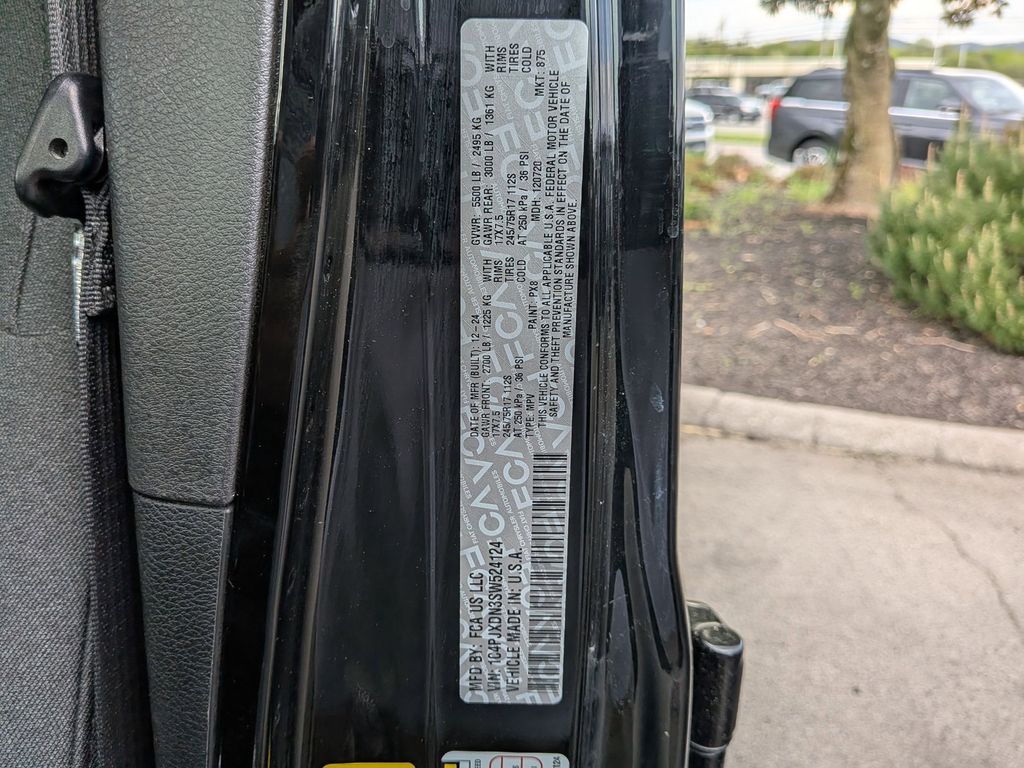 MFD BY: FCA US LLC
VIN: 1C4PJXDN3SW524124
VEHICLE MADE IN: U.S.A.
DATE OF MFR (BUILT): 12-24 GVWR: 5500 LB / 2495 KG
GAWR FRONT: 2700 LB / 1225 KG WITH GAWR REAR: 3000 LB / 1361 KG WITH
17X7.5 RIMS 17X7.5 RIMS
245/75R17 112S TIRES 245/75R17 112S TIRES
AT 250 kPa / 36 PSI COLD AT 250 kPa / 36 PSI COLD
TYPE: MPV PAINT: PX8 MDH: 120720 MKT: 875
THIS VEHICLE CONFORMS TO ALL APPLICABLE U.S.A. FEDERAL MOTOR VEHICLE
SAFETY AND THEFT PREVENTION STANDARDS IN EFFECT ON THE DATE OF
MANUFACTURE SHOWN ABOVE.